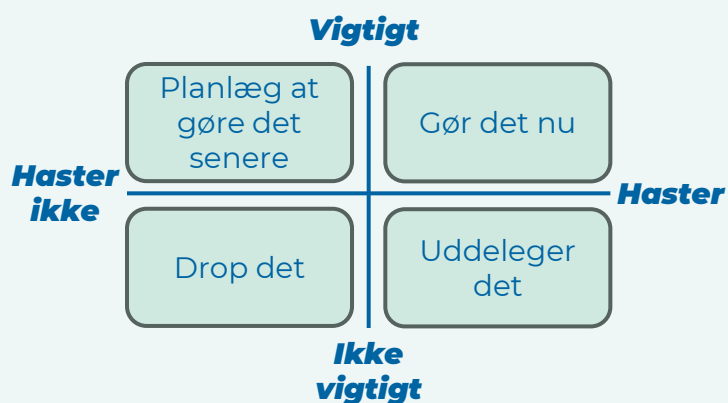 Vigtigt
Planlæg at
gøre det
senere
Gør det nu
Haster
ikke
Haster
Drop det
Uddeleger
det
Ikke
vigtigt